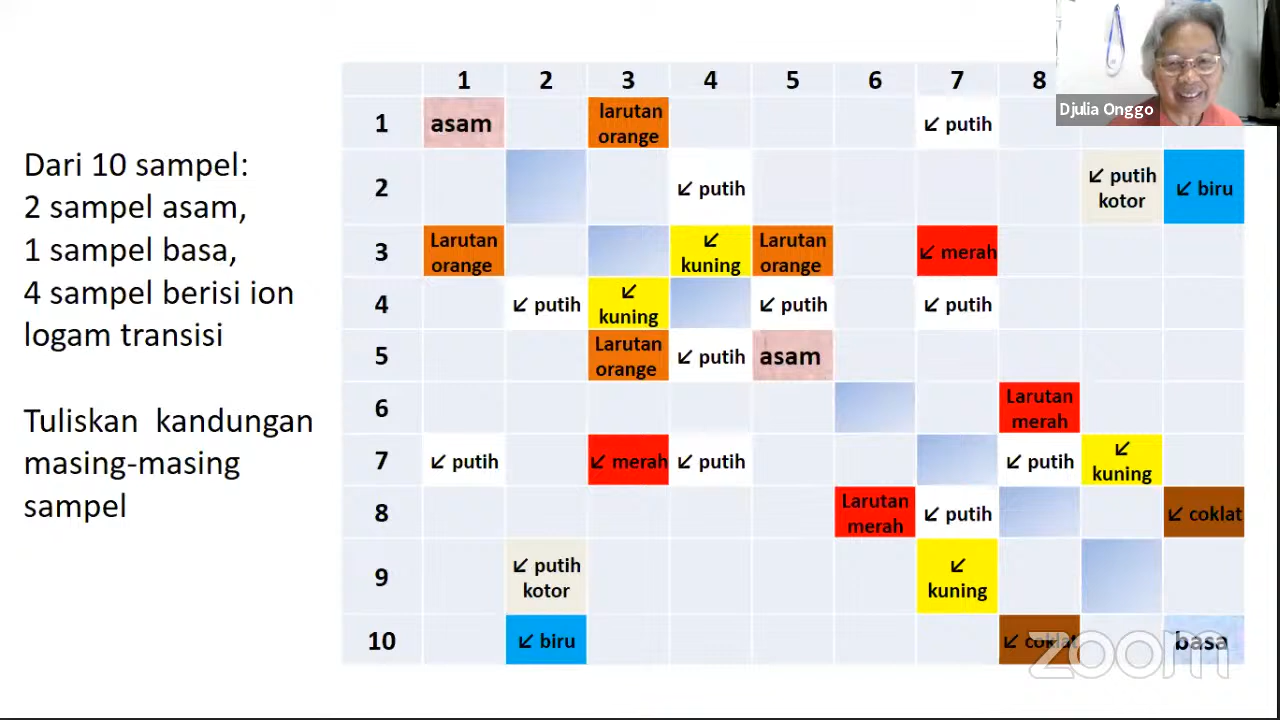 1 2 3 4 5 6 7 8
Djulia Onggo
1 asam larutan ↙ putih
orange
Dari 10 sampel:
2 sampel asam,
1 sampel basa,
4 sampel berisi ion
logam transisi
Tuliskan kandungan
masing-masing
sampel
2 ↙ putih ↙ putih ↙ biru
kotor
3 Larutan ↙ Larutan ↙ merah
orange kuning orange
4 ↙ putih ↙ ↙ putih ↙ putih
kuning
5 Larutan ↙ putih asam
orange
6 Larutan
merah
7 ↙ putih ↙ merah ↙ putih ↙ putih ↙
kuning
8 Larutan ↙ putih ↙ coklat
merah
9 ↙ putih ↙
kotor kuning
10 ↙ biru ↙ coklat basa
zoom